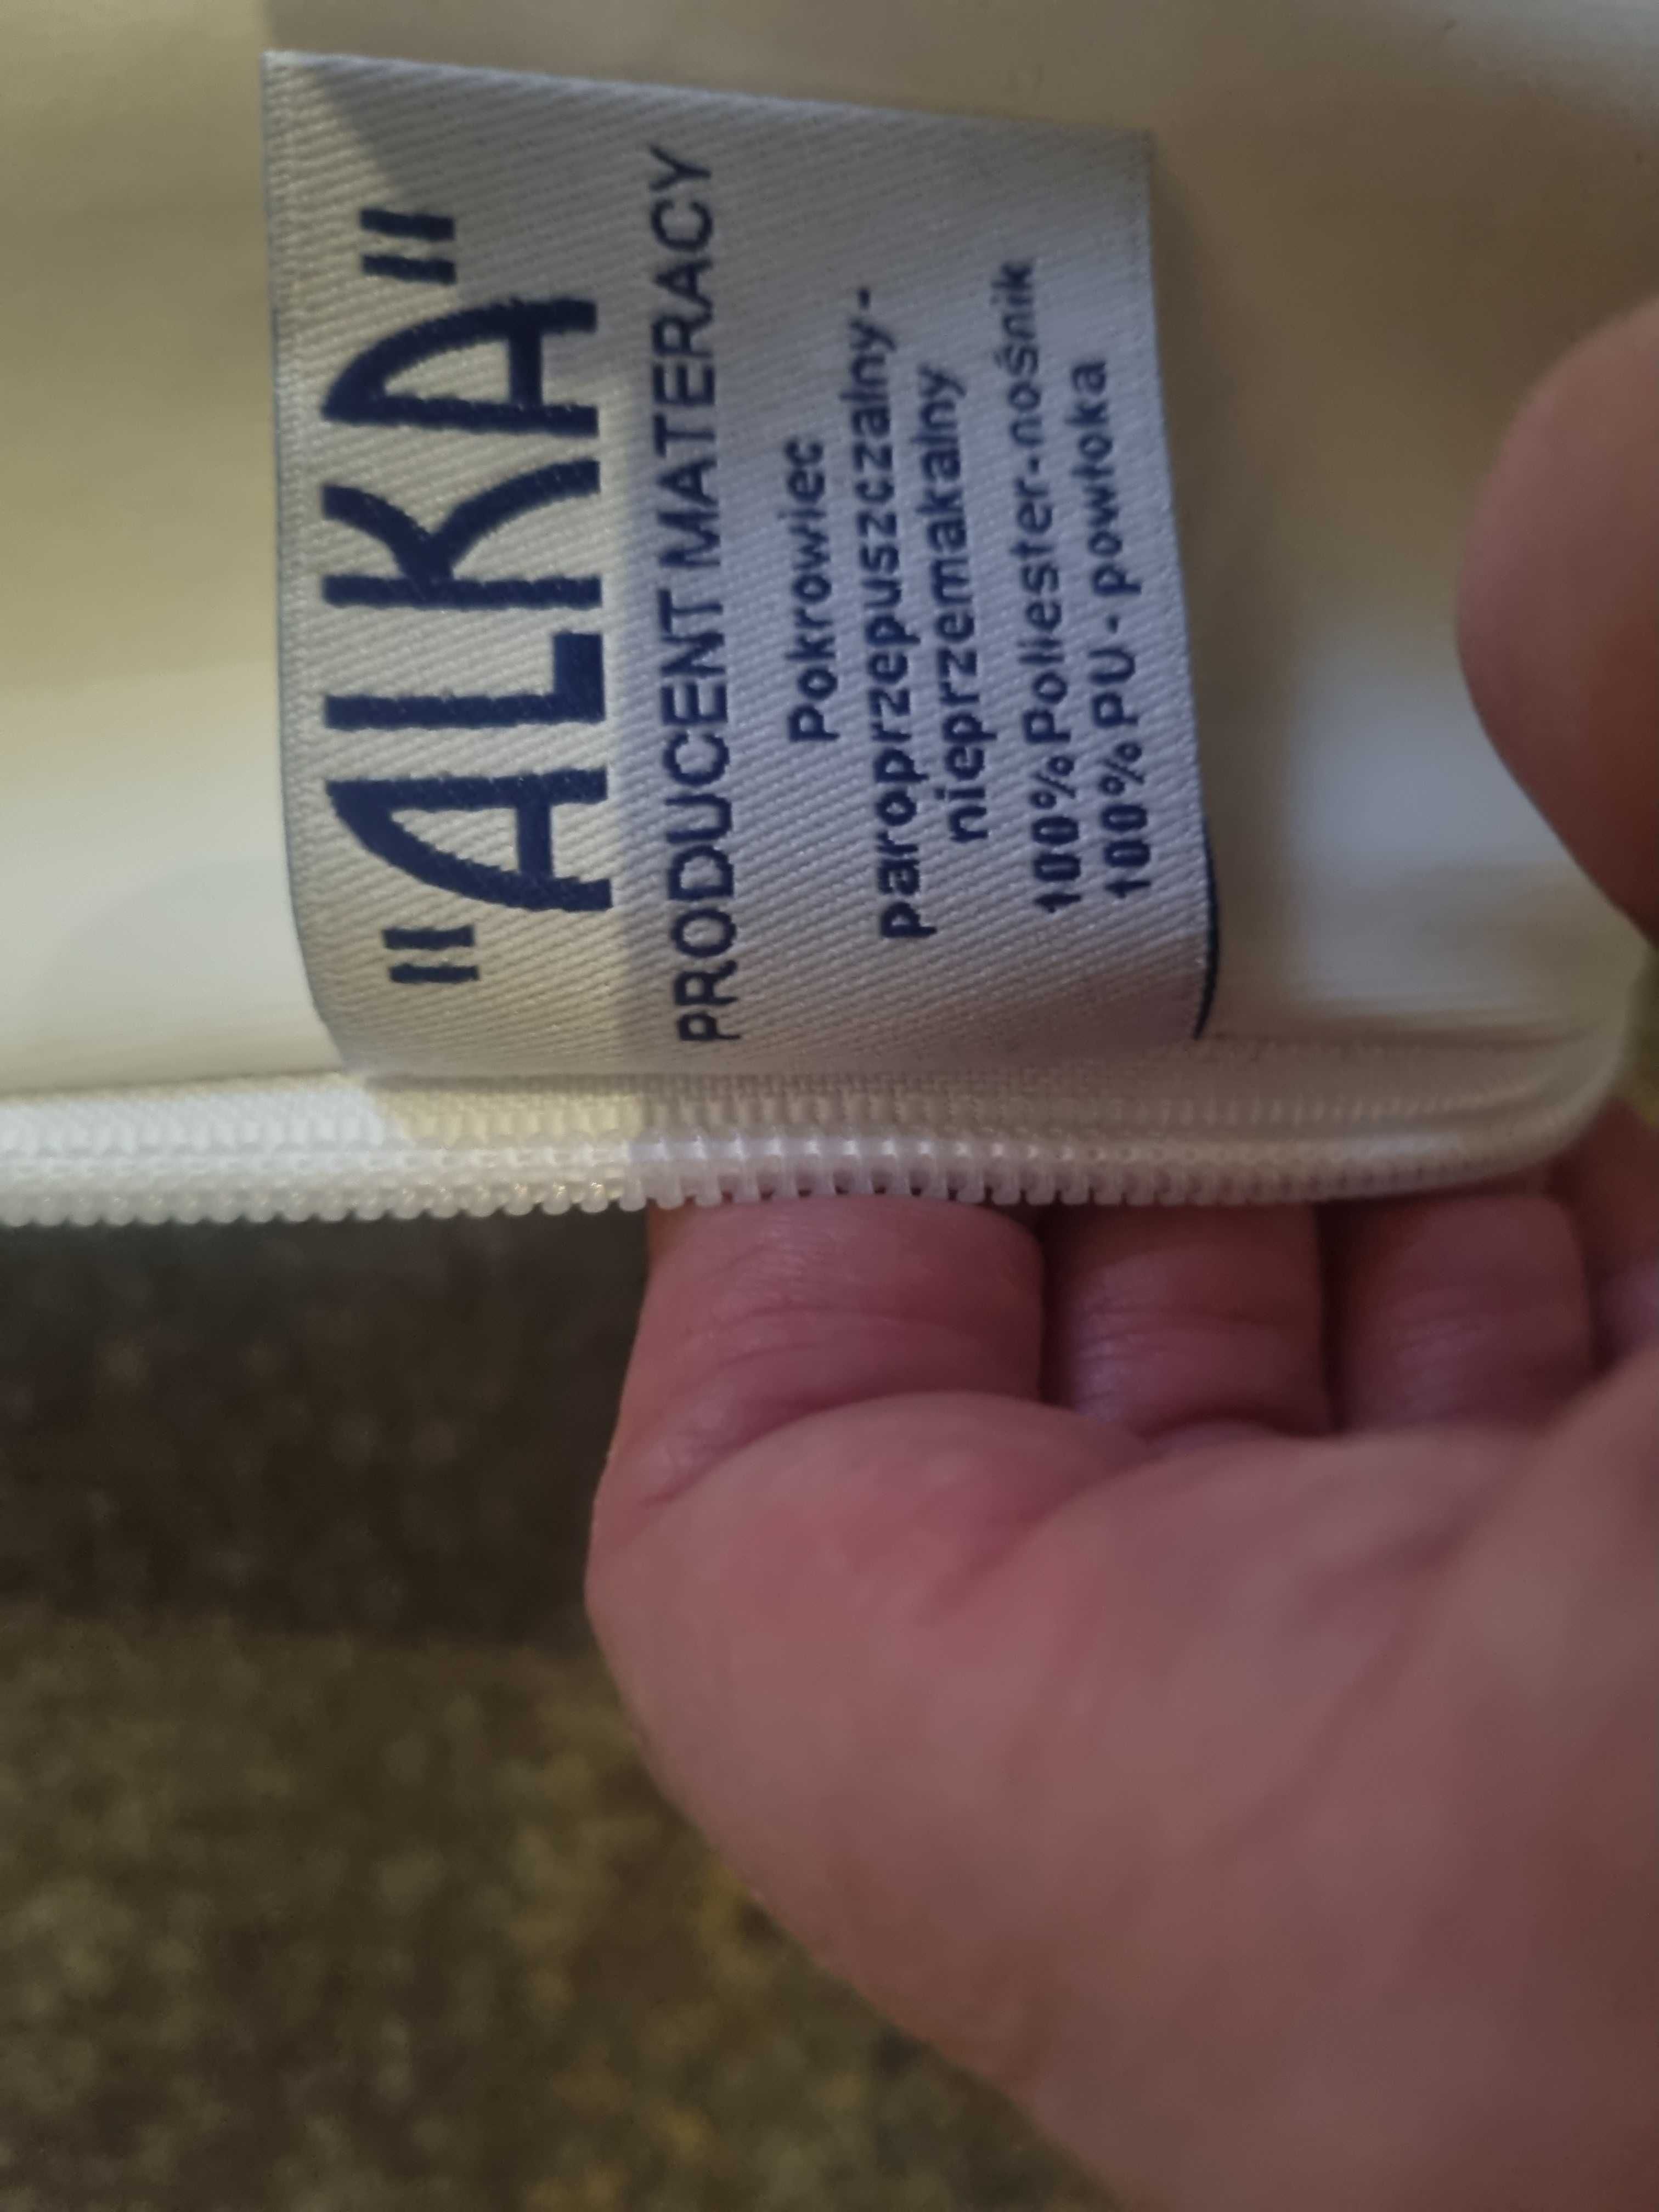 "ALKA"
PRODUCENT MATERACY
Pokrowiec
paroprzepuszczalny-
nieprzemakalny
100% Poliester-nośnik
100% PU - powłoka